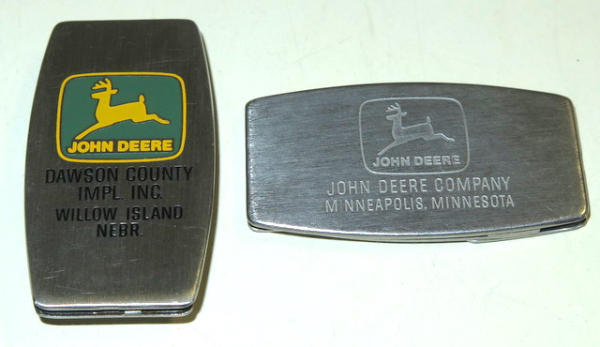 JOHN DEERE
DAWSON COUNTY
IMPL. INC.
WILLOW ISLAND
NEBR.
JOHN DEERE
JOHN DEERE COMPANY
MINNEAPOLIS, MINNESOTA